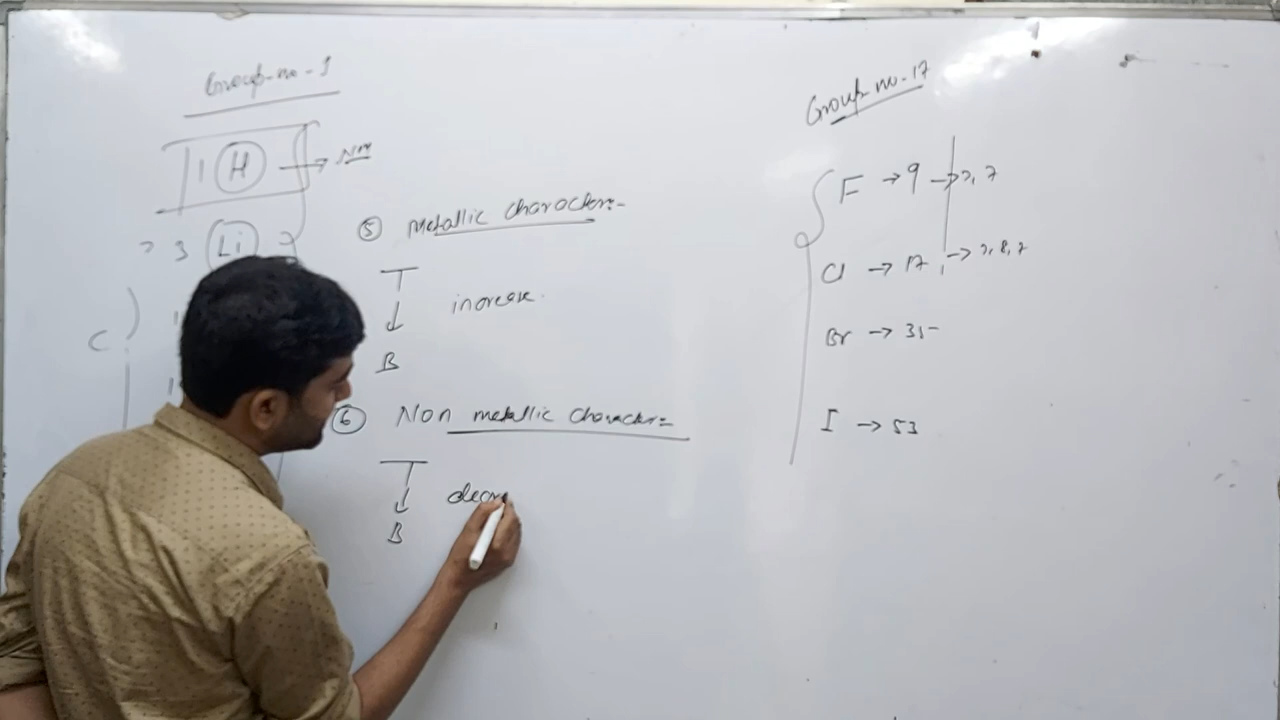 Group-no-1
1 H → NM
3 Li
C
⑤ metallic character:-
T
↓ increase.
B
⑥ Non metallic character:-
T
↓ decre
B
Group no-17
F → 9 → 2, 7
Cl → 17, → 2, 8, 7
Br → 35
I → 53